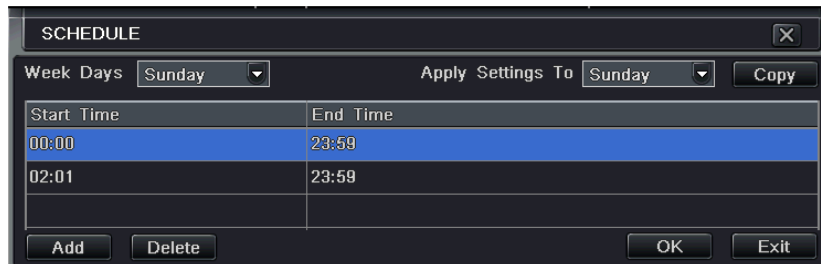 SCHEDULE
Week Days Sunday Apply Settings To Sunday Copy
Start Time End Time
00:00 23:59
02:01 23:59
Add Delete OK Exit